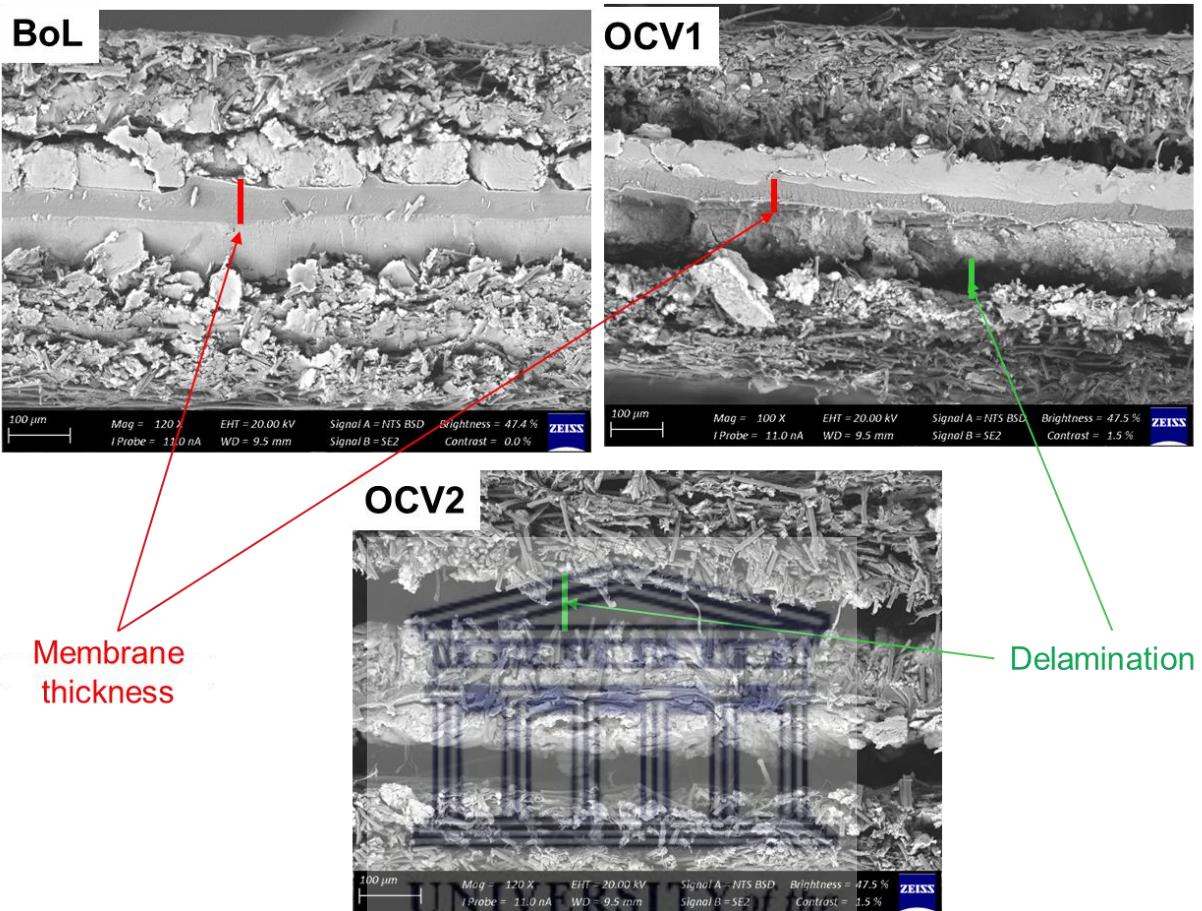 BoL
100 µm
Mag = 120 X
EHT = 20.00 kV
Signal A = NTS BSD
Brightness = 47.4 %
I Probe = 11.0 nA
WD = 9.5 mm
Signal B = SE2
Contrast = 0.0 %
ZEISS
OCV1
100 µm
Mag = 100 X
EHT = 20.00 kV
Signal A = NTS BSD
Brightness = 47.5 %
I Probe = 11.0 nA
WD = 9.5 mm
Signal B = SE2
Contrast = 1.5 %
ZEISS
OCV2
Membrane
thickness
Delamination
100 µm
Mag = 120 X
EHT = 20.00 kV
Signal A = NTS BSD
Brightness = 47.5 %
I Probe = 11.0 nA
WD = 9.5 mm
Signal B = SE2
Contrast = 1.5 %
ZEISS
UNIVERSITY of the